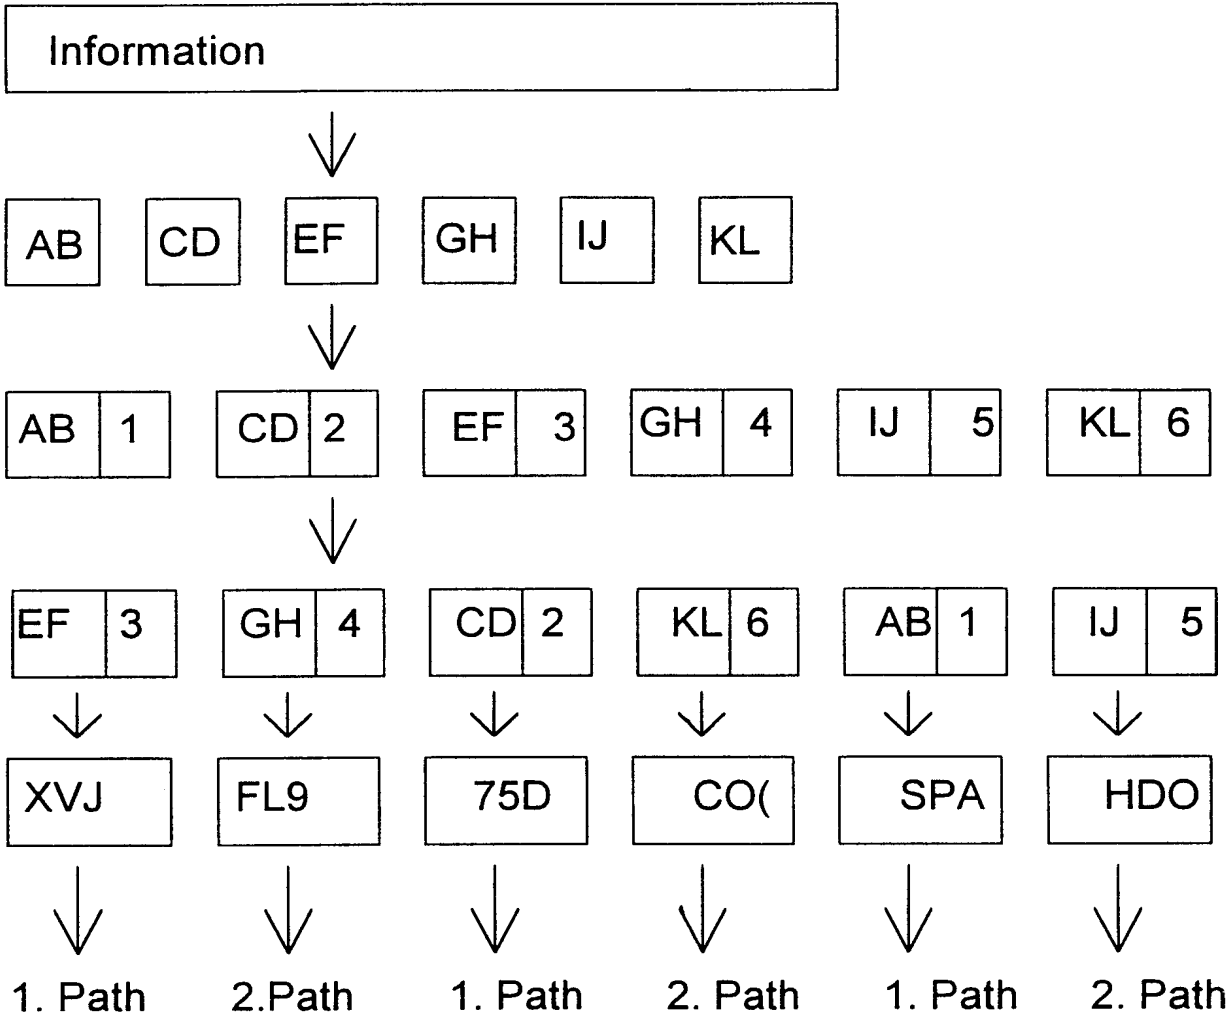 Information
AB CD EF GH IJ KL
AB 1 CD 2 EF 3 GH 4 IJ 5 KL 6
EF 3 GH 4 CD 2 KL 6 AB 1 IJ 5
XVJ FL9 75D CO( SPA HDO
1. Path 2.Path 1. Path 2. Path 1. Path 2. Path